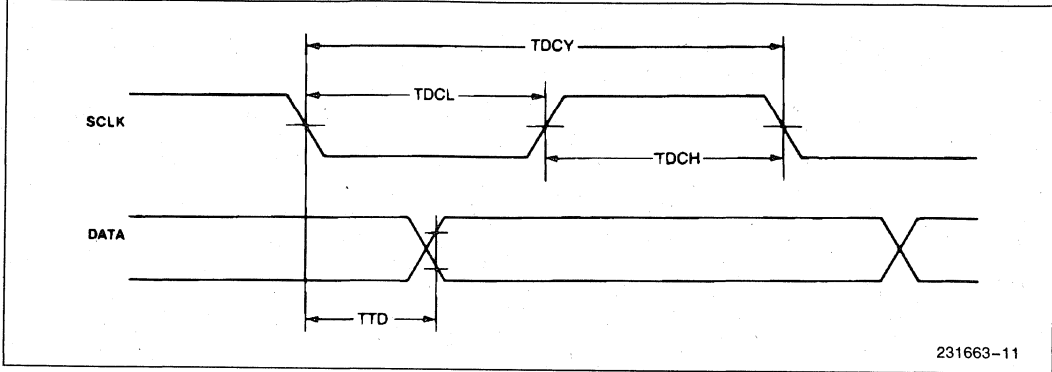 TDCY
TDCL
SCLK
TDCH
DATA
TTD
231663-11